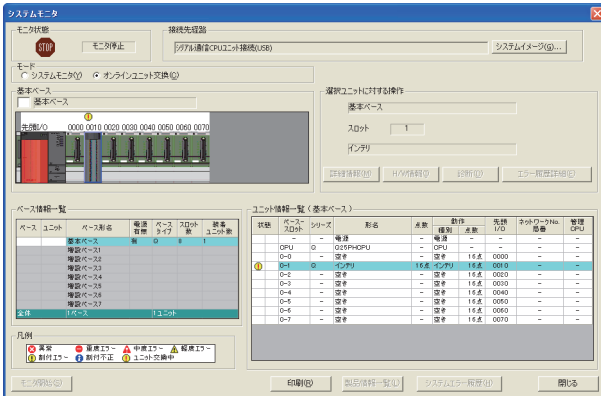 システムモニタ
モニタ状態
STOP
モニタ停止
接続先経路
シリアル通信CPUユニット接続(USB)
システムイメージ(G)...
モード
システムモニタ(Y)
オンラインユニット交換(C)
基本ベース
基本ベース
先頭I/O 0000 0010 0020 0030 0040 0050 0060 0070
選択ユニットに対する操作
基本ベース
スロット 1
インテリ
詳細情報(M) H/W情報(I) 診断(D) エラー履歴詳細(E)
ベース情報一覧
ベース ユニット ベース形名 電源有無 ベースタイプ スロット数 装着ユニット数
基本ベース 無 Q 8 1
増設ベース1
増設ベース2
増設ベース3
増設ベース4
増設ベース5
増設ベース6
増設ベース7
全体 1ベース 1ユニット
ユニット情報一覧(基本ベース)
状態 ベース-スロット シリーズ 形名 点数 動作 種別 点数 先頭I/O ネットワークNo.局番 管理CPU
- - 電源 - 電源 - - - -
CPU Q Q25PHCPU - CPU - - - -
0-0 - 空き - 空き 16点 0000 - -
0-1 Q インテリ 16点 インテリ 16点 0010 - -
0-2 - 空き - 空き 16点 0020 - -
0-3 - 空き - 空き 16点 0030 - -
0-4 - 空き - 空き 16点 0040 - -
0-5 - 空き - 空き 16点 0050 - -
0-6 - 空き - 空き 16点 0060 - -
0-7 - 空き - 空き 16点 0070 - -
凡例
異常 重度エラー 中度エラー 軽度エラー
割付エラー 割付不正 ユニット交換中
モニタ開始(S) 印刷(R) 製品情報一覧(L) システムエラー履歴(H) 閉じる